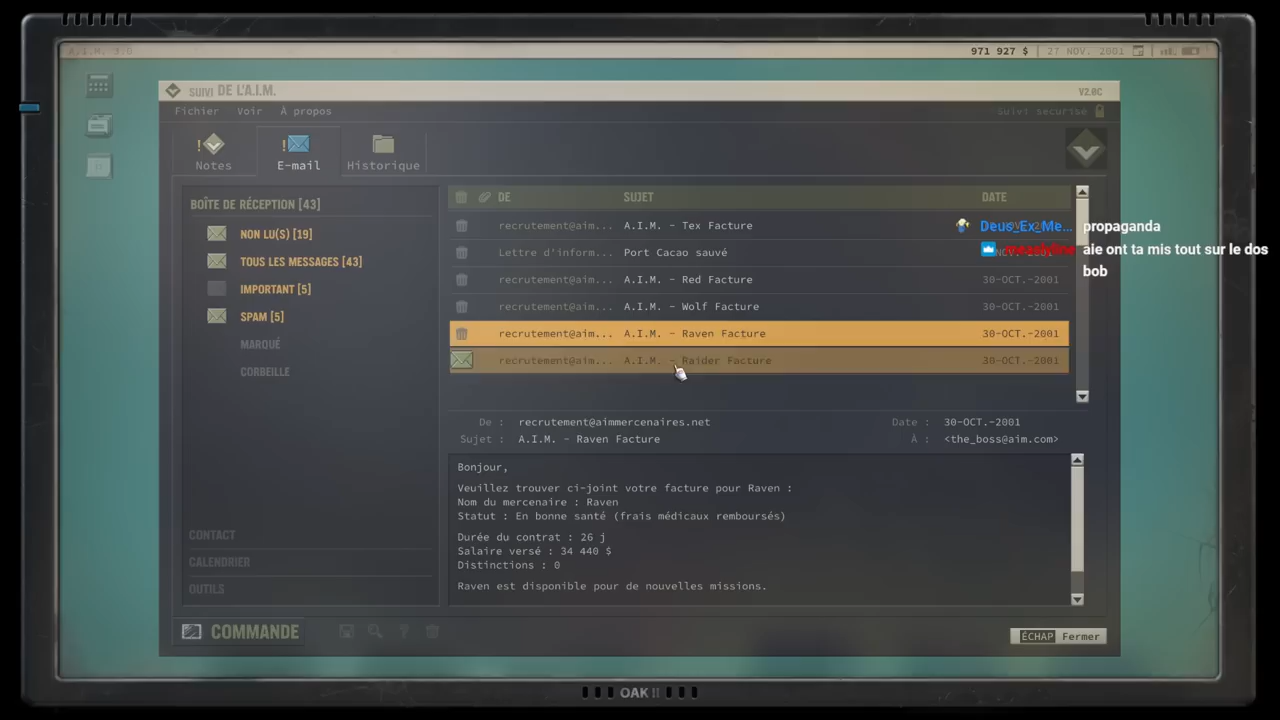 A.I.M. 3.0
971 927 $ | 27 NOV. 2001
SUIVI DE L'A.I.M.
V2.0C
Fichier Voir À propos
Suivi sécurisé
Notes
E-mail
Historique
BOÎTE DE RÉCEPTION [43]
NON LU(S) [19]
TOUS LES MESSAGES [43]
IMPORTANT [5]
SPAM [5]
MARQUÉ
CORBEILLE
CONTACT
CALENDRIER
OUTILS
DE SUJET DATE
recrutement@aim... A.I.M. - Tex Facture
Lettre d'inform... Port Cacao sauvé
recrutement@aim... A.I.M. - Red Facture 30-OCT.-2001
recrutement@aim... A.I.M. - Wolf Facture 30-OCT.-2001
recrutement@aim... A.I.M. - Raven Facture 30-OCT.-2001
recrutement@aim... A.I.M. - Raider Facture 30-OCT.-2001
Deus_Ex_Me... propaganda
aie ont ta mis tout sur le dos
bob
De : recrutement@aimmercenaires.net Date : 30-OCT.-2001
Sujet : A.I.M. - Raven Facture À : <the_boss@aim.com>
Bonjour,
Veuillez trouver ci-joint votre facture pour Raven :
Nom du mercenaire : Raven
Statut : En bonne santé (frais médicaux remboursés)
Durée du contrat : 26 j
Salaire versé : 34 440 $
Distinctions : 0
Raven est disponible pour de nouvelles missions.
COMMANDE
ÉCHAP Fermer
OAK !!